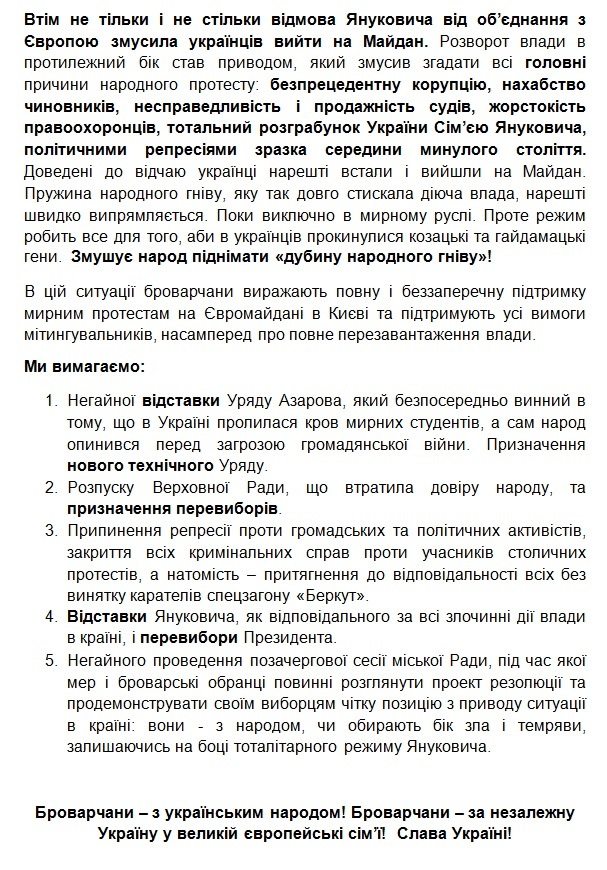 Втім не тільки і не стільки відмова Януковича від об’єднання з
Європою змусила українців вийти на Майдан. Розворот влади в
протилежний бік став приводом, який змусив згадати всі головні
причини народного протесту: безпрецедентну корупцію, нахабство
чиновників, несправедливість і продажність судів, жорстокість
правоохоронців, тотальний розграбунок України Сім’єю Януковича,
політичними репресіями зразка середини минулого століття.
Доведені до відчаю українці нарешті встали і вийшли на Майдан.
Пружина народного гніву, яку так довго стискала діюча влада, нарешті
швидко випрямляється. Поки виключно в мирному руслі. Проте режим
робить все для того, аби в українців прокинулися козацькі та гайдамацькі
гени. Змушує народ піднімати «дубину народного гніву»!
В цій ситуації броварчани виражають повну і беззаперечну підтримку
мирним протестам на Євромайдані в Києві та підтримують усі вимоги
мітингувальників, насамперед про повне перезавантаження влади.
Ми вимагаємо:
1. Негайної відставки Уряду Азарова, який безпосередньо винний в
тому, що в Україні пролилася кров мирних студентів, а сам народ
опинився перед загрозою громадянської війни. Призначення
нового технічного Уряду.
2. Розпуску Верховної Ради, що втратила довіру народу, та
призначення перевиборів.
3. Припинення репресії проти громадських та політичних активістів,
закриття всіх кримінальних справ проти учасників столичних
протестів, а натомість – притягнення до відповідальності всіх без
винятку карателів спецзагону «Беркут».
4. Відставки Януковича, як відповідального за всі злочинні дії влади
в країні, і перевибори Президента.
5. Негайного проведення позачергової сесії міської Ради, під час якої
мер і броварські обранці повинні розглянути проект резолюції та
продемонструвати своїм виборцям чітку позицію з приводу ситуації
в країні: вони - з народом, чи обирають бік зла і темряви,
залишаючись на боці тоталітарного режиму Януковича.
Броварчани – з українським народом! Броварчани – за незалежну
Україну у великій європейські сім’ї! Слава Україні!